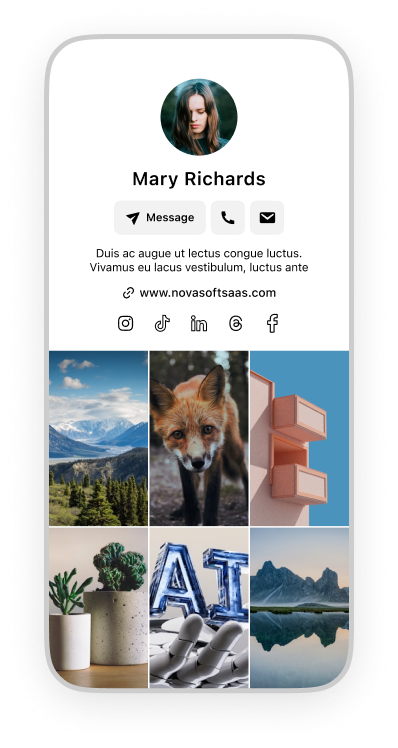 Mary Richards
Message
Duis ac augue ut lectus congue luctus.
Vivamus eu lacus vestibulum, luctus ante
www.novasoftsaas.com
AI